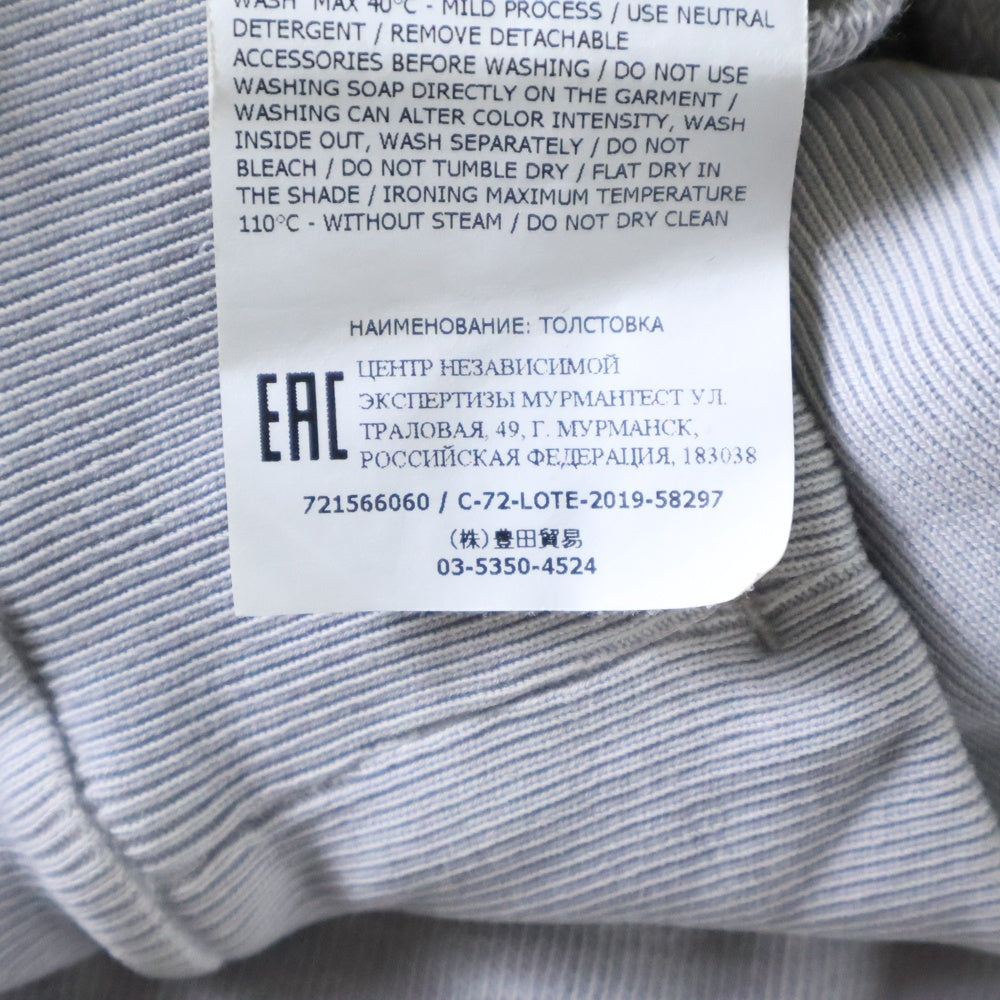 WASH MAX 40°C - MILD PROCESS / USE NEUTRAL
DETERGENT / REMOVE DETACHABLE
ACCESSORIES BEFORE WASHING / DO NOT USE
WASHING SOAP DIRECTLY ON THE GARMENT /
WASHING CAN ALTER COLOR INTENSITY, WASH
INSIDE OUT, WASH SEPARATELY / DO NOT
BLEACH / DO NOT TUMBLE DRY / FLAT DRY IN
THE SHADE / IRONING MAXIMUM TEMPERATURE
110°C - WITHOUT STEAM / DO NOT DRY CLEAN
НАИМЕНОВАНИЕ: ТОЛСТОВКА
EAC
ЦЕНТР НЕЗАВИСИМОЙ
ЭКСПЕРТИЗЫ МУРМАНТЕСТ УЛ.
ТРАЛОВАЯ, 49, Г. МУРМАНСК,
РОССИЙСКАЯ ФЕДЕРАЦИЯ, 183038
721566060 / C-72-LOTE-2019-58297
(株)豊田貿易
03-5350-4524